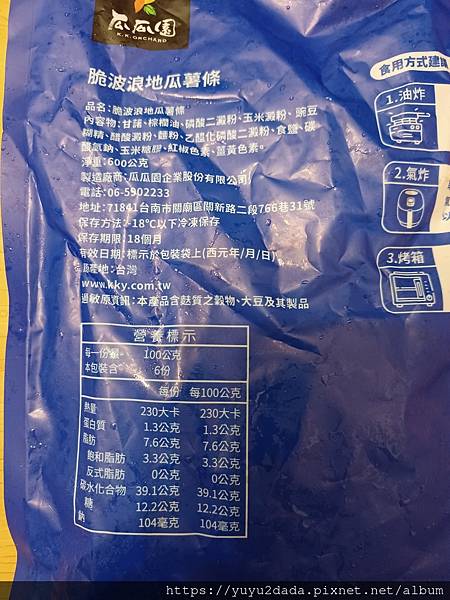 瓜瓜園
K.K. ORCHARD
脆波浪地瓜薯條
品名:脆波浪地瓜薯條
內容物:甘藷、棕櫚油、磷酸二澱粉、玉米澱粉、豌豆
糊精、醋酸澱粉、麵粉、乙醯化磷酸二澱粉、食鹽、碳
酸氫鈉、玉米糖膠、紅椒色素、薑黃色素。
淨重:600公克
製造廠商:瓜瓜園企業股份有限公司
電話:06-5902233
地址:71841台南市關廟區關新路二段766巷31號
保存方法:-18℃以下冷凍保存
保存期限:18個月
有效日期:標示於包裝袋上(西元年/月/日)
原產地:台灣
www.kky.com.tw
過敏原資訊:本產品含麩質之穀物、大豆及其製品
營養標示
每一份量 100公克
本包裝含 6份
每份 每100公克
熱量 230大卡 230大卡
蛋白質 1.3公克 1.3公克
脂肪 7.6公克 7.6公克
飽和脂肪 3.3公克 3.3公克
反式脂肪 0公克 0公克
碳水化合物 39.1公克 39.1公克
糖 12.2公克 12.2公克
鈉 104毫克 104毫克
食用方式建議
1.油炸
2.氣炸
3.烤箱
https://yuyu2dada.pixnet.net/album